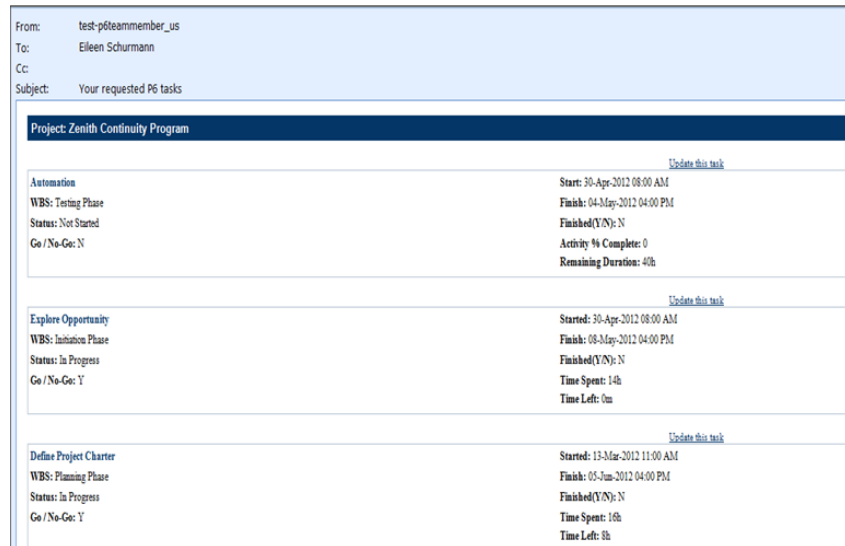 From: test-p6teammember_us
To: Eileen Schurmann
Cc:
Subject: Your requested P6 tasks
Project: Zenith Continuity Program
Update this task
Automation Start: 30-Apr-2012 08:00 AM
WBS: Testing Phase Finish: 04-May-2012 04:00 PM
Status: Not Started Finished(Y/N): N
Go / No-Go: N Activity % Complete: 0
Remaining Duration: 40h
Update this task
Explore Opportunity Started: 30-Apr-2012 08:00 AM
WBS: Initiation Phase Finish: 08-May-2012 04:00 PM
Status: In Progress Finished(Y/N): N
Go / No-Go: Y Time Spent: 14h
Time Left: 0m
Update this task
Define Project Charter Started: 13-Mar-2012 11:00 AM
WBS: Planning Phase Finish: 05-Jun-2012 04:00 PM
Status: In Progress Finished(Y/N): N
Go / No-Go: Y Time Spent: 16h
Time Left: 8h